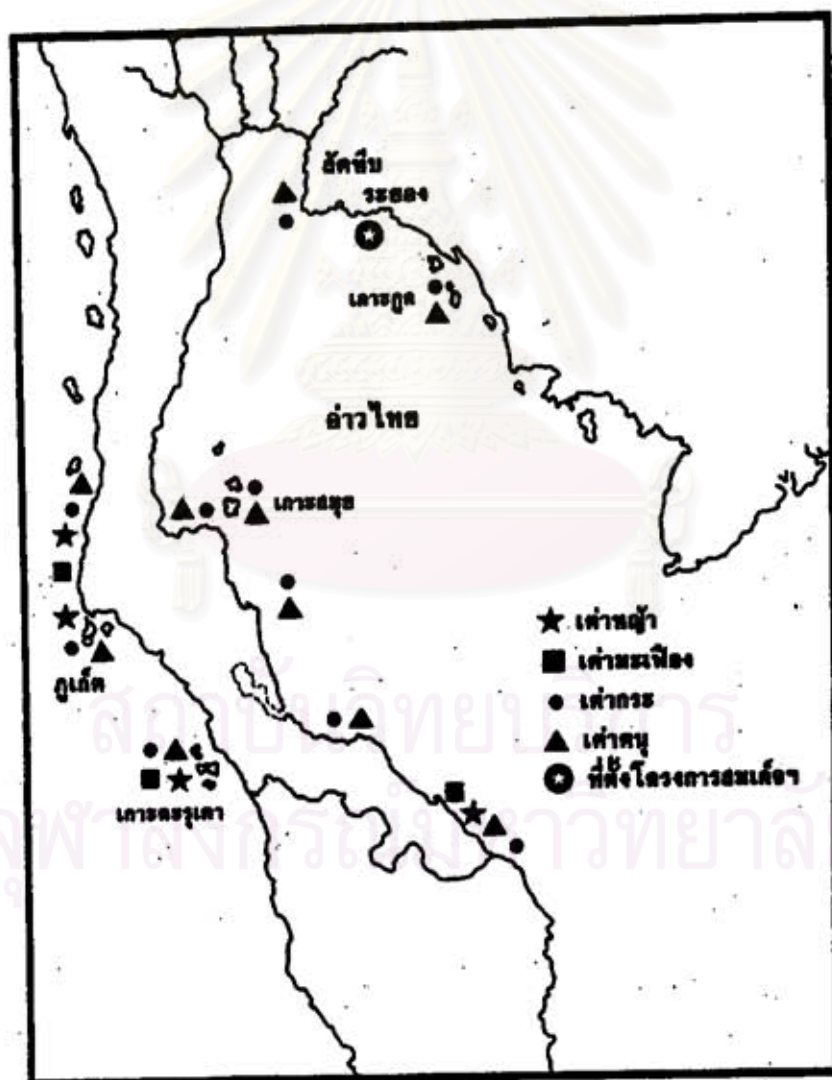 สัตหีบ
ระยอง
เกาะกูด
อ่าวไทย
เกาะสมุย
เต่าหญ้า
เต่ามะเฟือง
เต่ากระ
เต่าตนุ
ที่ตั้งโครงการสมเด็จฯ
ภูเก็ต
เกาะตะรุเตา
สถาบันวิทยบริการ
จุฬาลงกรณ์มหาวิทยาลัย